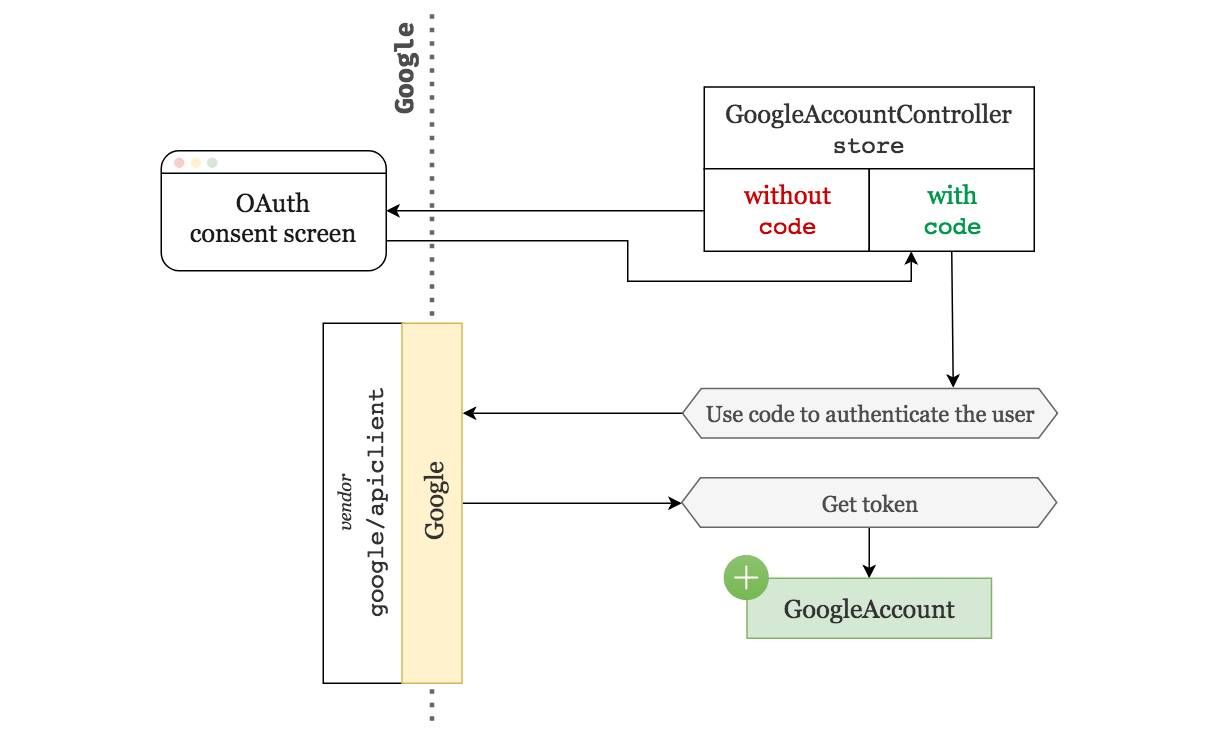 Google
GoogleAccountController
store
without
code
with
code
OAuth
consent screen
vendor
google/apiclient
Google
Use code to authenticate the user
Get token
GoogleAccount